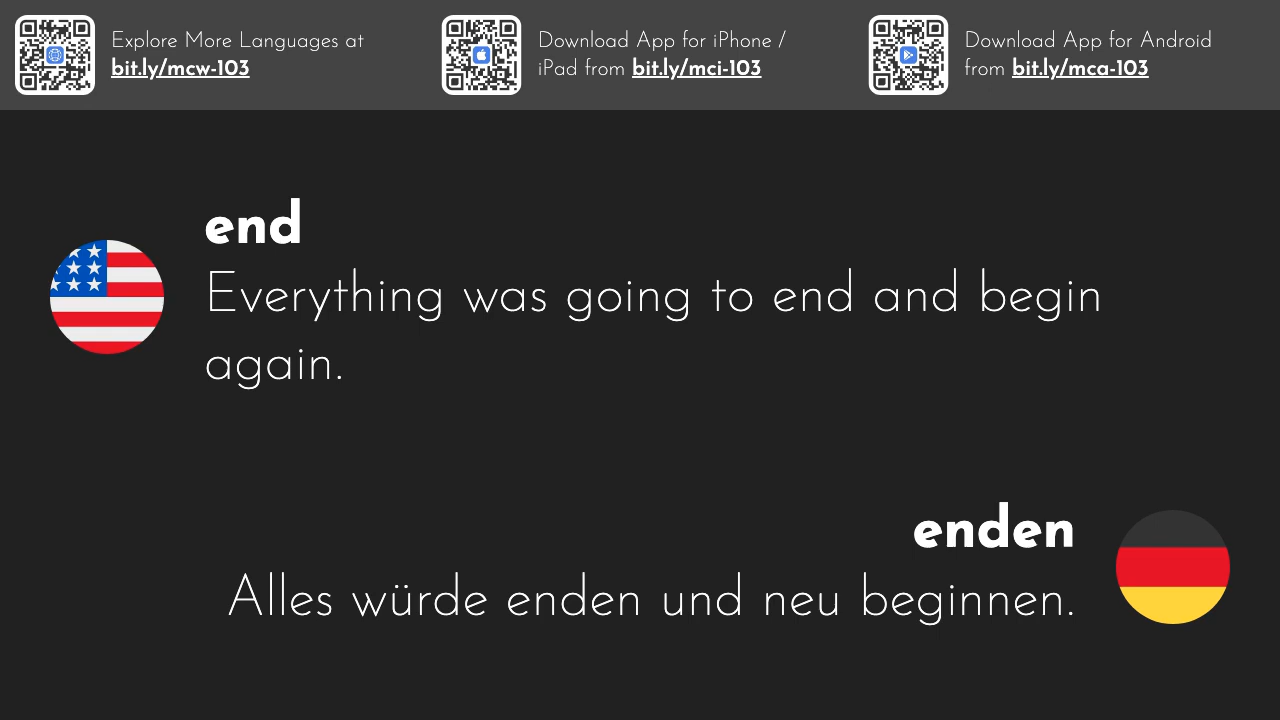 Explore More Languages at
bit.ly/mcw-103
Download App for iPhone /
iPad from bit.ly/mci-103
Download App for Android
from bit.ly/mca-103
end
Everything was going to end and begin
again.
enden
Alles würde enden und neu beginnen.